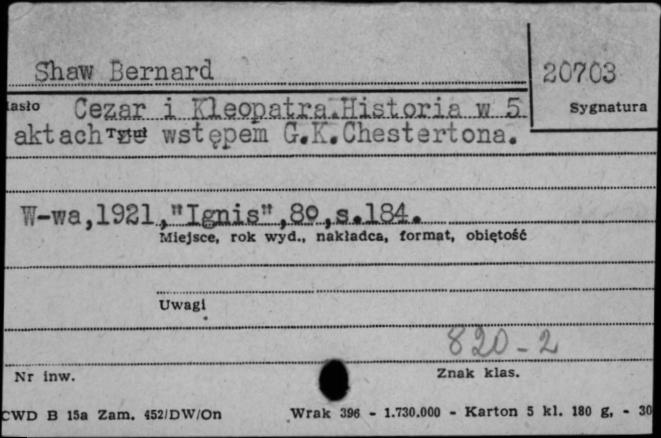 Shaw Bernard
20703
Hasło Cezar i Kleopatra.Historia w 5 Sygnatura
aktach Tytuł wstępem G.K.Chestertona.
W-wa,1921,"Ignis",8o,s.184.
Miejsce, rok wyd., nakładca, format, obiętość
Uwagi
820-2
Nr inw. Znak klas.
CWD B 15a Zam. 452/DW/On Wrak 396 - 1.730.000 - Karton 5 kl. 180 g, - 30